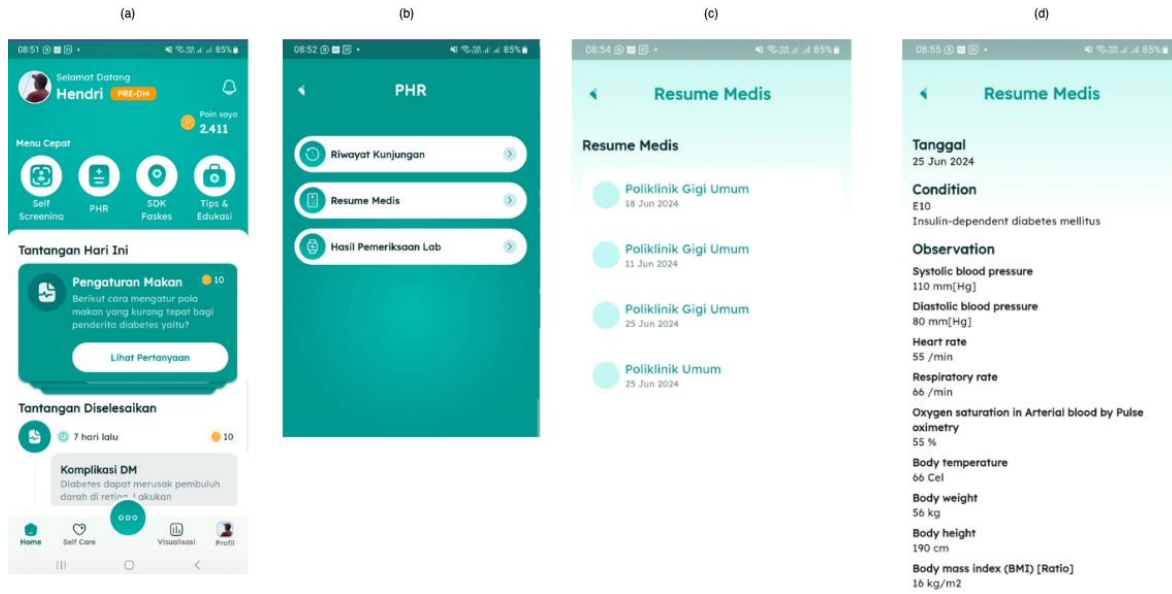 (a)
08:51
85%
Selamat Datang
Hendri PRE-DM
Poin saya
2.411
Menu Cepat
Self Screening
PHR
SDK Faskes
Tips & Edukasi
Tantangan Hari Ini
Pengaturan Makan 10
Berikut cara mengatur pola
makan yang kurang tepat bagi
penderita diabetes yaitu?
Lihat Pertanyaan
Tantangan Diselesaikan
7 hari lalu 10
Komplikasi DM
Diabetes dapat merusak pembuluh
darah di retina. Lakukan
Home
Self Care
Visualisasi
Profil
(b)
08:52
85%
PHR
Riwayat Kunjungan
Resume Medis
Hasil Pemeriksaan Lab
(c)
08:54
85%
Resume Medis
Resume Medis
Poliklinik Gigi Umum
18 Jun 2024
Poliklinik Gigi Umum
11 Jun 2024
Poliklinik Gigi Umum
25 Jun 2024
Poliklinik Umum
25 Jun 2024
(d)
08:55
85%
Resume Medis
Tanggal
25 Jun 2024
Condition
E10
Insulin-dependent diabetes mellitus
Observation
Systolic blood pressure
110 mm[Hg]
Diastolic blood pressure
80 mm[Hg]
Heart rate
55 /min
Respiratory rate
66 /min
Oxygen saturation in Arterial blood by Pulse
oximetry
55 %
Body temperature
66 Cel
Body weight
56 kg
Body height
190 cm
Body mass index (BMI) [Ratio]
16 kg/m2